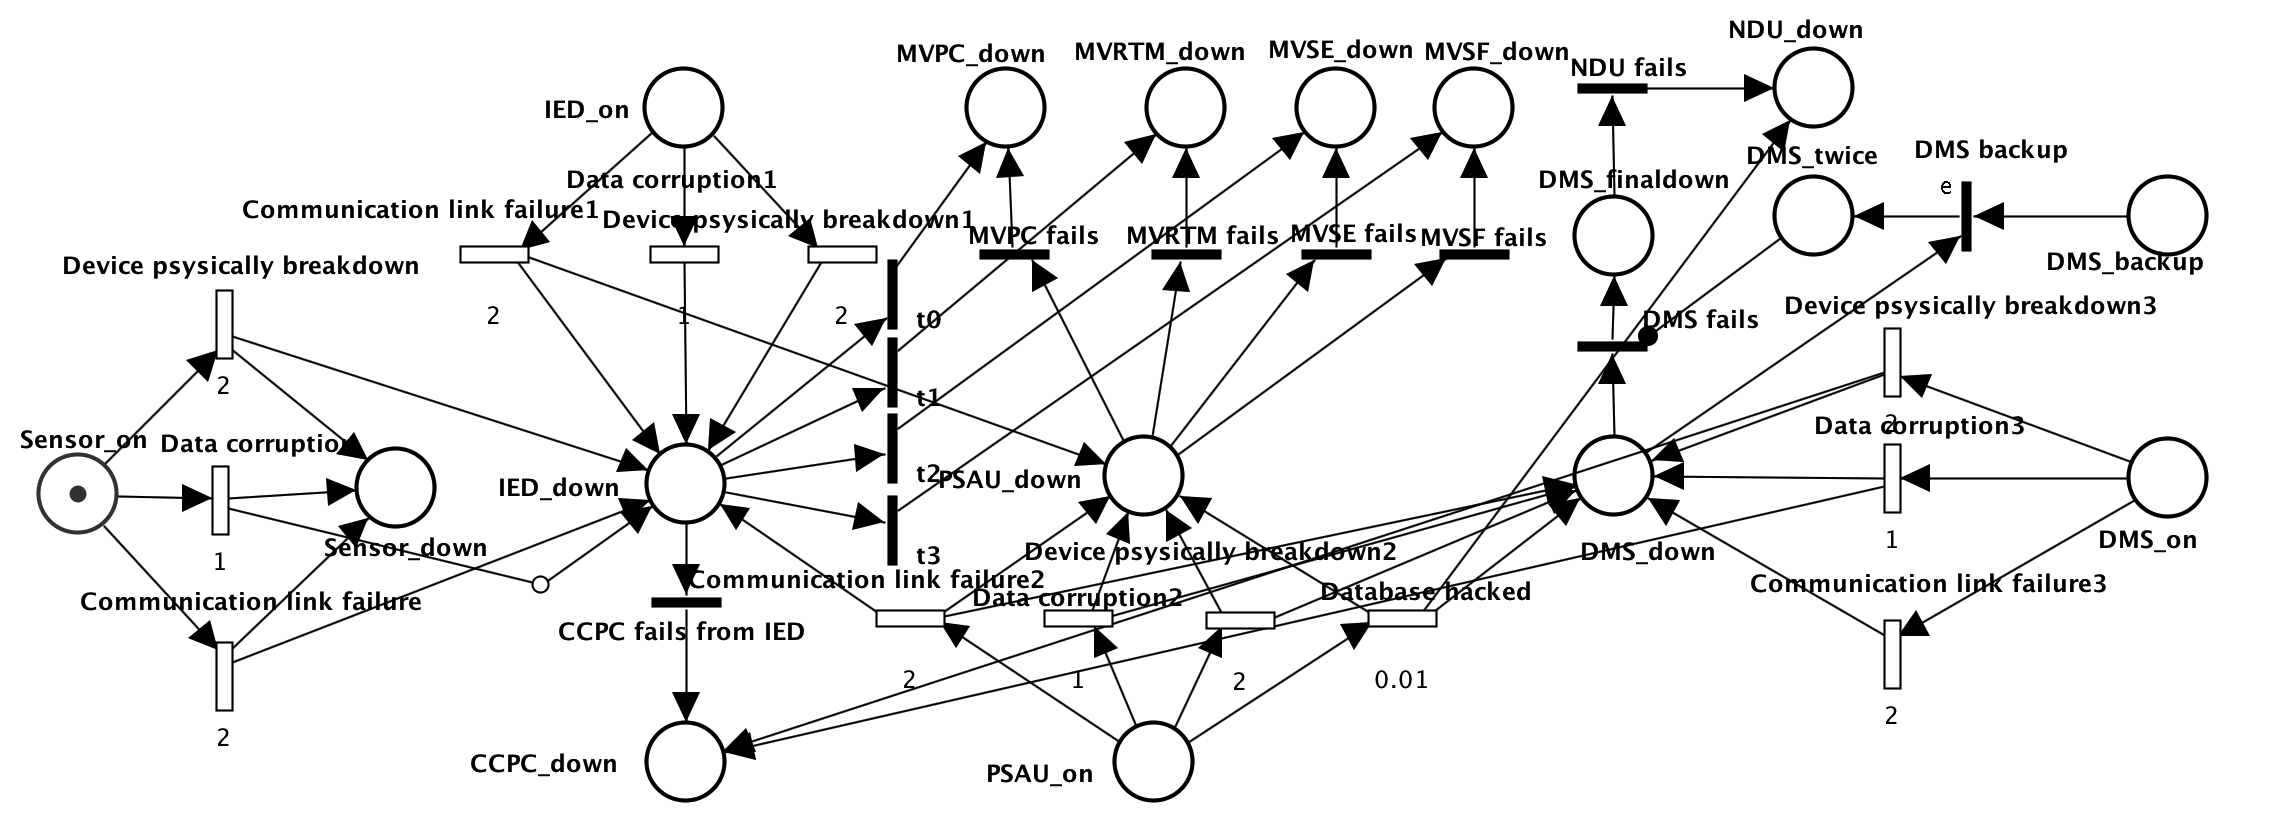 NDU_down
MVPC_down
MVRTM_down
MVSE_down
MVSF_down
NDU fails
IED_on
DMS_twice
DMS backup
Data corruption1
DMS_finaldown
e
Communication link failure1
Device psysically breakdown1
MVPC fails
MVRTM fails
MVSE fails
MVSF fails
DMS_backup
Device psysically breakdown
Device psysically breakdown3
2
1
2
t0
DMS fails
2
t1
2
Data corruption3
Sensor_on
Data corruption
t2
PSAU_down
IED_down
Sensor_down
t3
Device psysically breakdown2
DMS_down
1
DMS_on
1
Communication link failure2
Communication link failure3
Communication link failure
Data corruption2
Database hacked
CCPC fails from IED
2
1
2
0.01
2
2
CCPC_down
PSAU_on